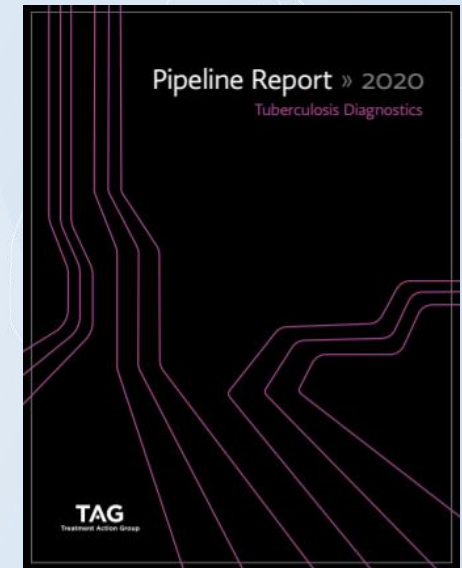 Pipeline Report » 2020
Tuberculosis Diagnostics
TAG
Treatment Action Group